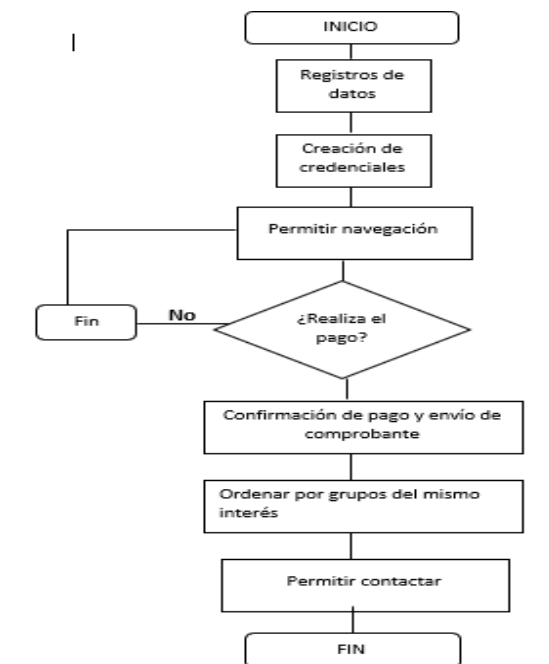 INICIO
Registros de
datos
Creación de
credenciales
Permitir navegación
Fin
No
¿Realiza el
pago?
Confirmación de pago y envío de
comprobante
Ordenar por grupos del mismo
interés
Permitir contactar
FIN